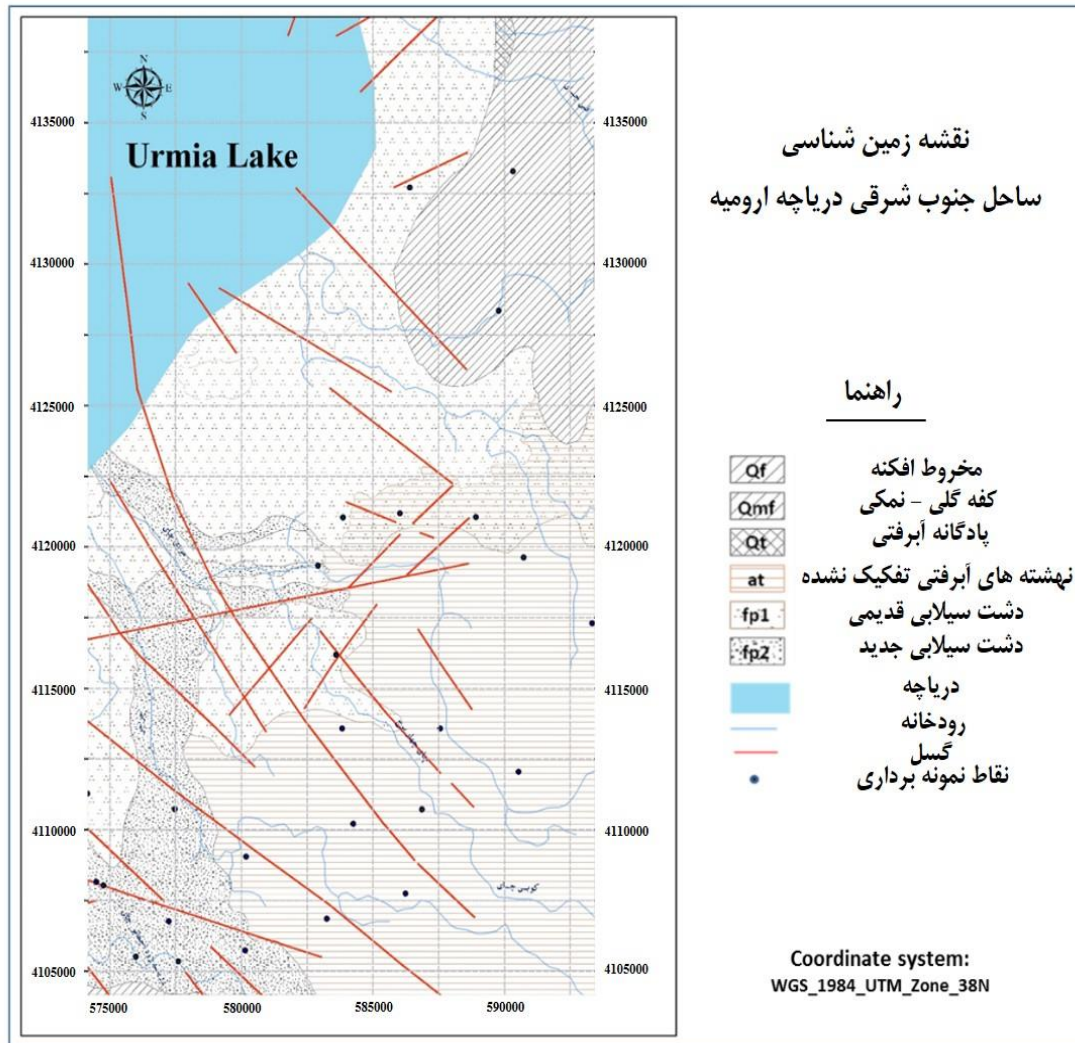 N
W E
S
Urmia Lake
4135000
4130000
4125000
4120000
4115000
4110000
4105000
4135000
4130000
4125000
4120000
4115000
4110000
4105000
575000 580000 585000 590000
نقشه زمین شناسی
ساحل جنوب شرقی دریاچه ارومیه
راهنما
Qf مخروط افکنه
Qmf کفه گلی - نمکی
Qt پادگانه آبرفتی
at نهشته های آبرفتی تفکیک نشده
fp1 دشت سیلابی قدیمی
fp2 دشت سیلابی جدید
دریاچه
رودخانه
گسل
نقاط نمونه برداری
Coordinate system:
WGS_1984_UTM_Zone_38N